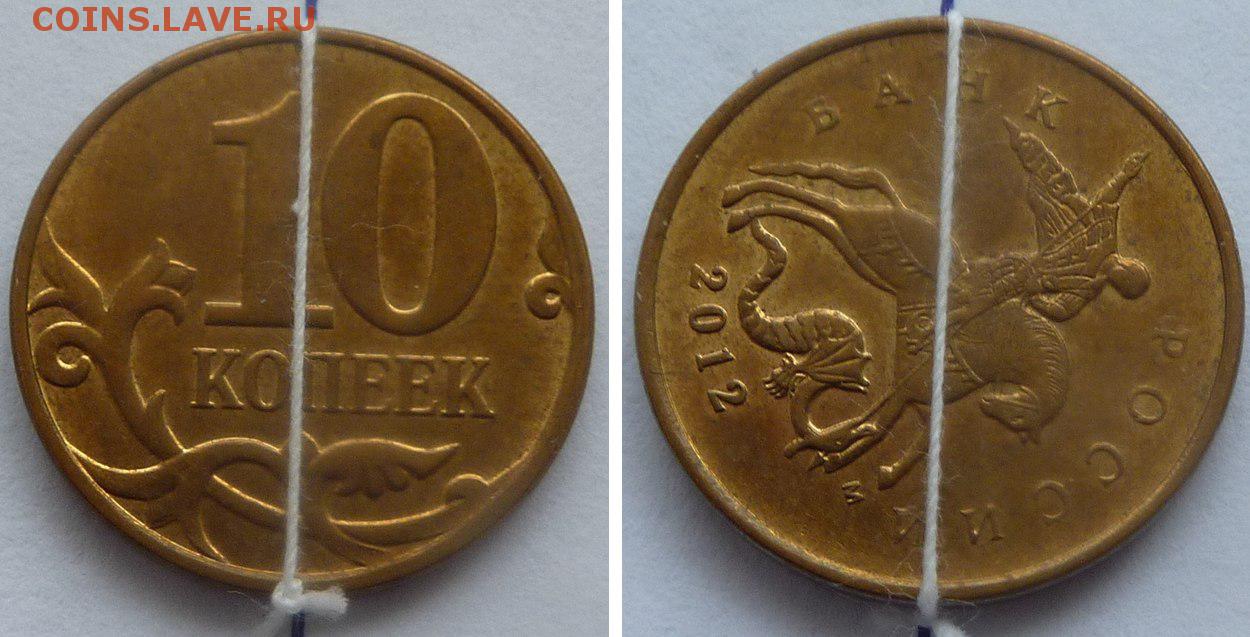 COINS.LAVE.RU
10
КОПЕЕК
БАНК РОССИИ
2012
М